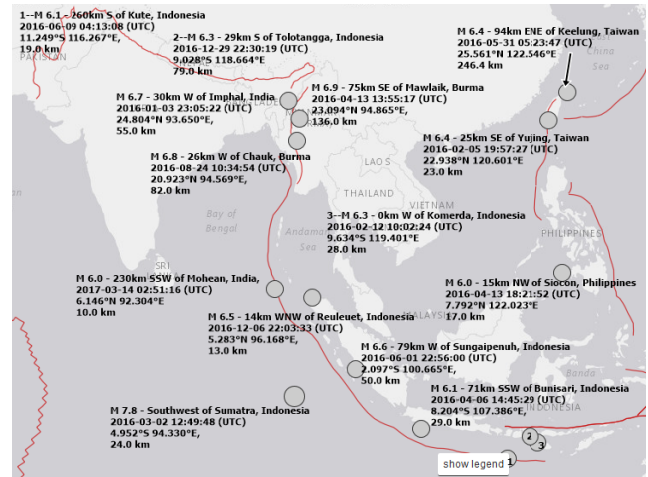 1--M 6.1 - 260km S of Kute, Indonesia
2016-06-09 04:13:08 (UTC)
11.249°S 116.267°E,
19.0 km
PAKISTAN
2--M 6.3 - 29km S of Tolotangga, Indonesia
2016-12-29 22:30:19 (UTC)
9.028°S 118.664°E
79.0 km
M 6.4 - 94km ENE of Keelung, Taiwan
2016-05-31 05:23:47 (UTC)
25.561°N 122.546°E
246.4 km
China
Sea
M 6.7 - 30km W of Imphal, India
2016-01-03 23:05:22 (UTC)
24.804°N 93.650°E
55.0 km
M 6.9 - 75km SE of Mawlaik, Burma
2016-04-13 13:55:17 (UTC)
23.094°N 94.865°E
136.0 km
M 6.4 - 25km SE of Yujing, Taiwan
2016-02-05 19:57:27 (UTC)
22.938°N 120.601°E
23.0 km
M 6.8 - 26km W of Chauk, Burma
2016-08-24 10:34:54 (UTC)
20.923°N 94.569°E
82.0 km
LAOS
THAILAND
VIETNAM
Bay of
Bengal
Andaman
Sea
3--M 6.3 - 0km W of Komerda, Indonesia
2016-02-12 10:02:24 (UTC)
9.634°S 119.401°E
28.0 km
PHILIPPINES
SRI
M 6.0 - 230km SSW of Mohean, India,
2017-03-14 02:51:16 (UTC)
6.146°N 92.304°E
10.0 km
M 6.0 - 15km NW of Siocon, Philippines
2016-04-13 18:21:52 (UTC)
7.792°N 122.023°E
17.0 km
M 6.5 - 14km WNW of Reuleuet, Indonesia
2016-12-06 22:03:33 (UTC)
5.283°N 96.168°E,
13.0 km
MALAYSIA
M 6.6 - 79km W of Sungaipenuh, Indonesia
2016-06-01 22:56:00 (UTC)
2.097°S 100.665°E
50.0 km
Banda
M 6.1 - 71km SSW of Bunisari, Indonesia
2016-04-06 14:45:29 (UTC)
8.204°S 107.386°E
29.0 km
INDONESIA
M 7.8 - Southwest of Sumatra, Indonesia
2016-03-02 12:49:48 (UTC)
4.952°S 94.330°E,
24.0 km
2
3
1
show legend